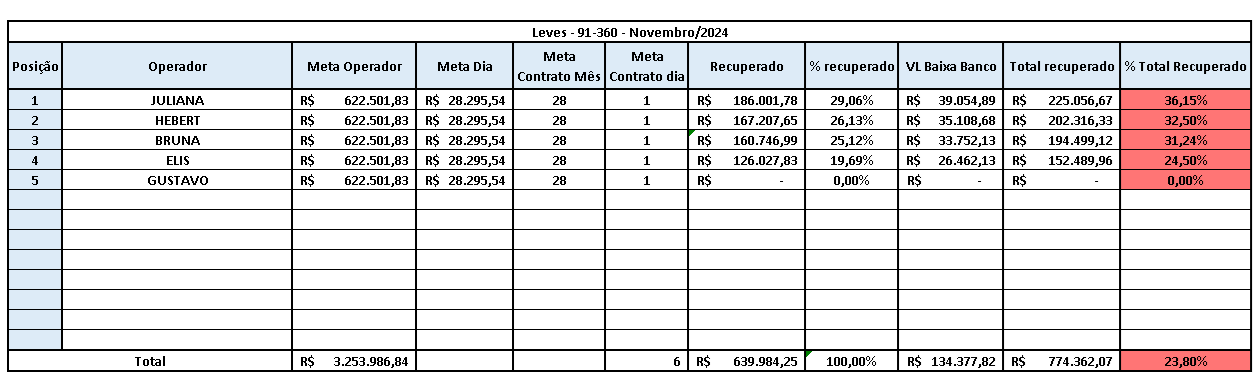 Leves - 91-360 - Novembro/2024
Posição Operador Meta Operador Meta Dia Meta Contrato Mês Meta Contrato dia Recuperado % recuperado VL Baixa Banco Total recuperado % Total Recuperado
1 JULIANA R$ 622.501,83 R$ 28.295,54 28 1 R$ 186.001,78 29,06% R$ 39.054,89 R$ 225.056,67 36,15%
2 HEBERT R$ 622.501,83 R$ 28.295,54 28 1 R$ 167.207,65 26,13% R$ 35.108,68 R$ 202.316,33 32,50%
3 BRUNA R$ 622.501,83 R$ 28.295,54 28 1 R$ 160.746,99 25,12% R$ 33.752,13 R$ 194.499,12 31,24%
4 ELIS R$ 622.501,83 R$ 28.295,54 28 1 R$ 126.027,83 19,69% R$ 26.462,13 R$ 152.489,96 24,50%
5 GUSTAVO R$ 622.501,83 R$ 28.295,54 28 1 R$ - 0,00% R$ - R$ - 0,00%
Total R$ 3.253.986,84 6 R$ 639.984,25 100,00% R$ 134.377,82 R$ 774.362,07 23,80%